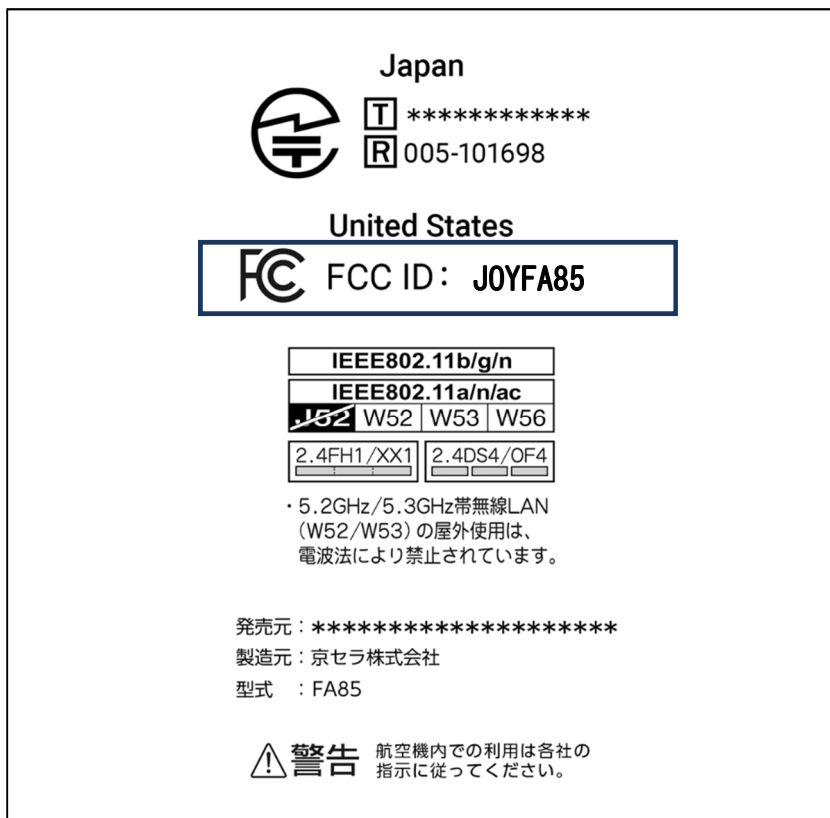 Japan
T ************
R 005-101698
United States
FC FCC ID： JOYFA85
IEEE802.11b/g/n
IEEE802.11a/n/ac
J52 W52 W53 W56
2.4FH1/XX1 2.4DS4/OF4
・5.2GHz/5.3GHz帯無線LAN
（W52/W53）の屋外使用は、
電波法により禁止されています。
発売元：********************
製造元：京セラ株式会社
型式　：FA85
警告 航空機内での利用は各社の
指示に従ってください。